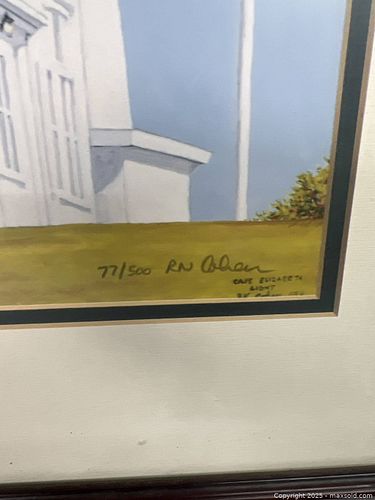 77/500 RN Cohen
CAPE ELIZABETH
LIGHT
Copyright 2025 - maxsold.com